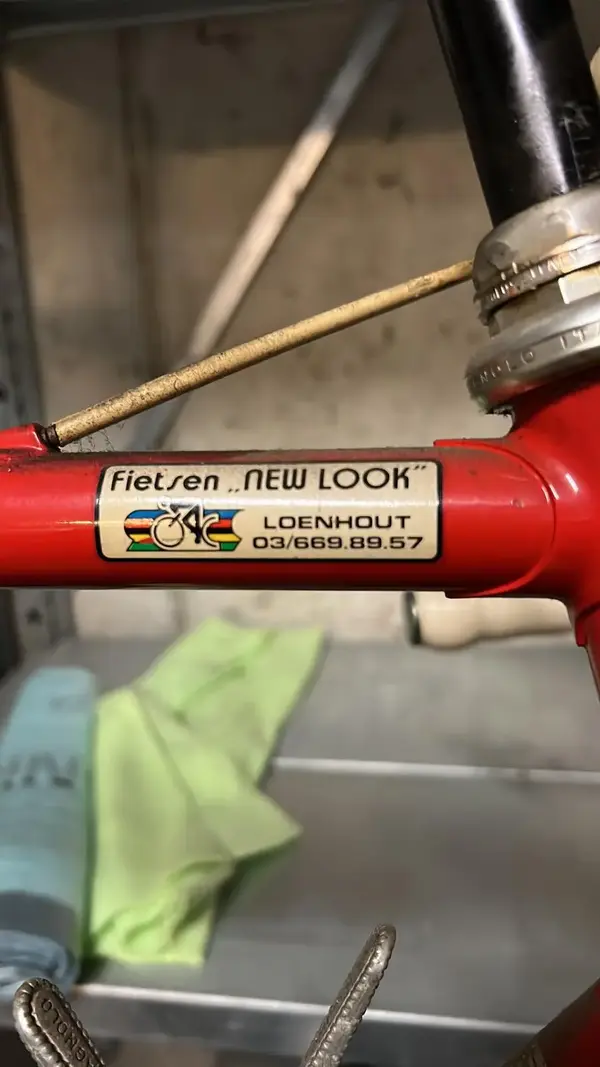 Fietsen „NEW LOOK”
LOENHOUT
03/669.89.57